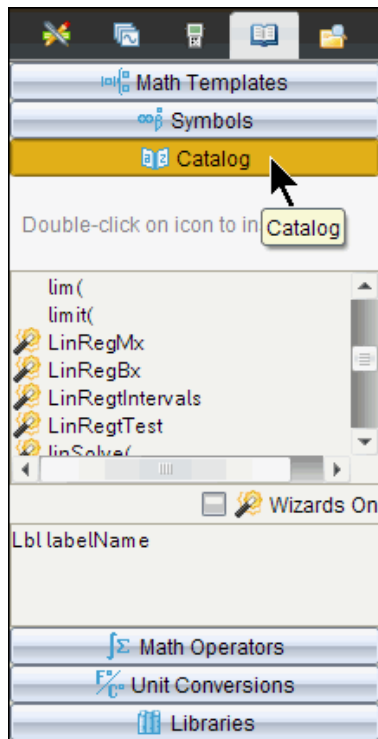 Math Templates
Symbols
Catalog
Double-click on icon to in
Catalog
lim(
limit(
LinRegMx
LinRegBx
LinRegtIntervals
LinRegtTest
linSolve(
Wizards On
Lbl labelName
Math Operators
Unit Conversions
Libraries